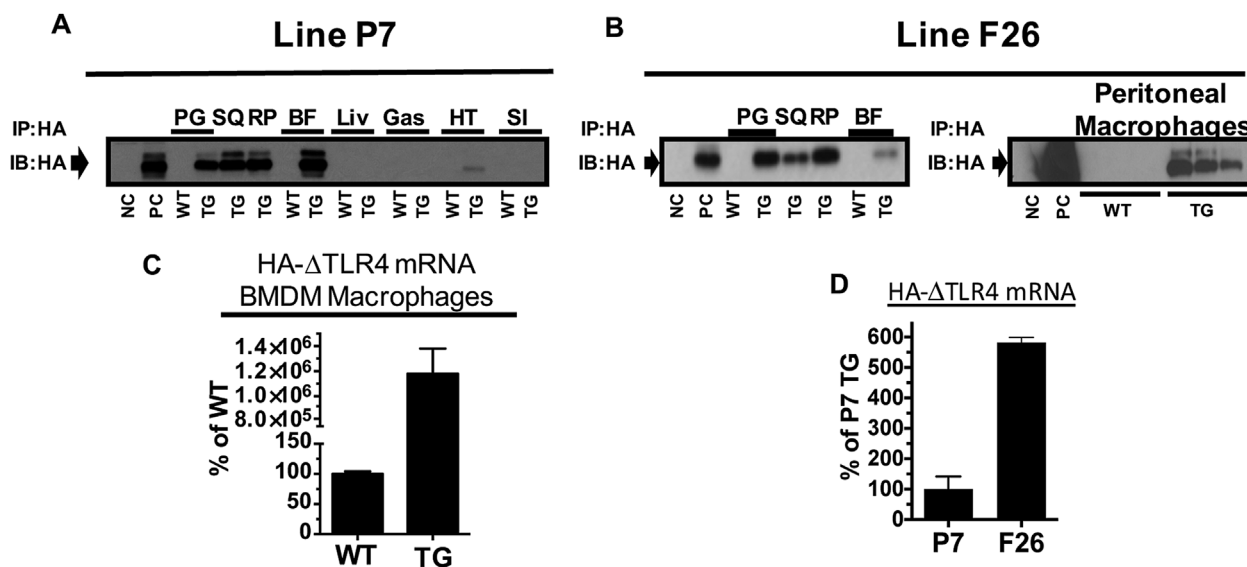 A
Line P7
PG SQ RP BF Liv Gas HT SI
IP:HA
IB:HA
NC PC WT TG TG TG WT TG WT TG WT TG WT TG WT TG
B
Line F26
PG SQ RP BF
IP:HA
IB:HA
NC PC WT TG TG TG WT TG
Peritoneal
Macrophages
IP:HA
IB:HA
NC PC WT TG
C
HA-ΔTLR4 mRNA
BMDM Macrophages
% of WT
1.4×10⁶
1.2×10⁶
1.0×10⁶
8.0×10⁵
150
100
50
0
WT TG
D
HA-ΔTLR4 mRNA
% of P7 TG
600
500
400
300
200
100
0
P7 F26